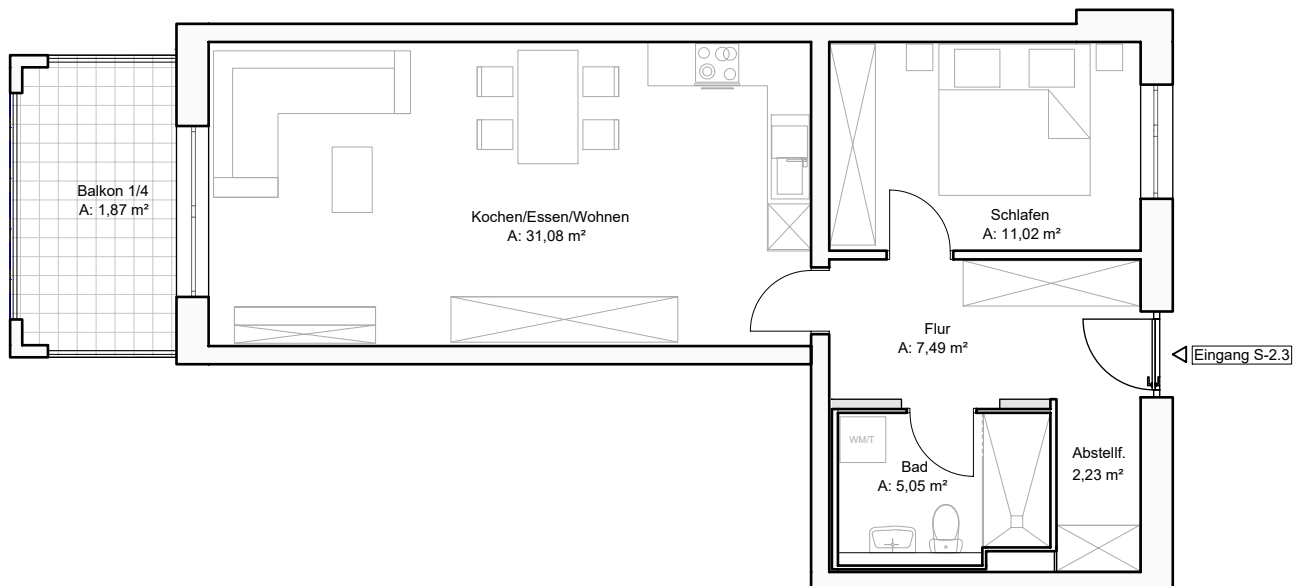 Balkon 1/4
A: 1,87 m²
Kochen/Essen/Wohnen
A: 31,08 m²
Schlafen
A: 11,02 m²
Flur
A: 7,49 m²
Eingang S-2.3
WM/T
Bad
A: 5,05 m²
Abstellf.
2,23 m²